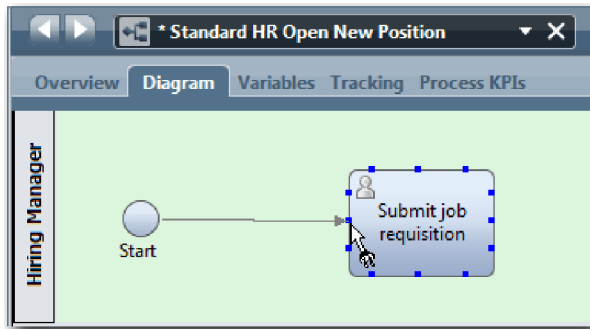 * Standard HR Open New Position
Overview Diagram Variables Tracking Process KPIs
Hiring Manager
Start
Submit job
requisition